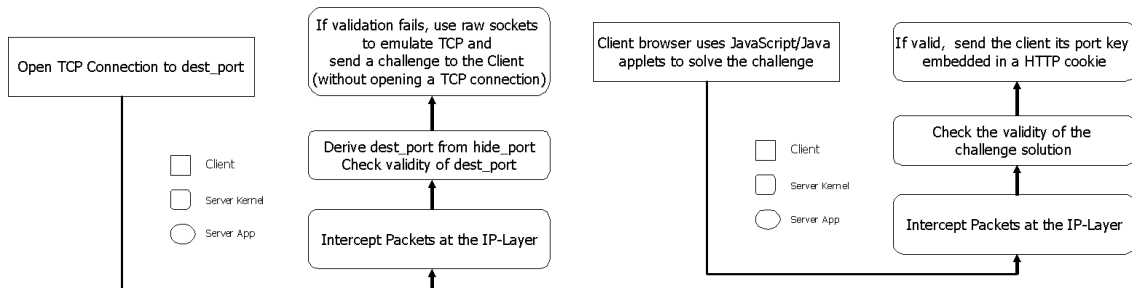 Open TCP Connection to dest_port
If validation fails, use raw sockets
to emulate TCP and
send a challenge to the Client
(without opening a TCP connection)
Derive dest_port from hide_port
Check validity of dest_port
Intercept Packets at the IP-Layer
Client
Server Kernel
Server App
Client browser uses JavaScript/Java
applets to solve the challenge
If valid, send the client its port key
embedded in a HTTP cookie
Check the validity of the
challenge solution
Intercept Packets at the IP-Layer
Client
Server Kernel
Server App